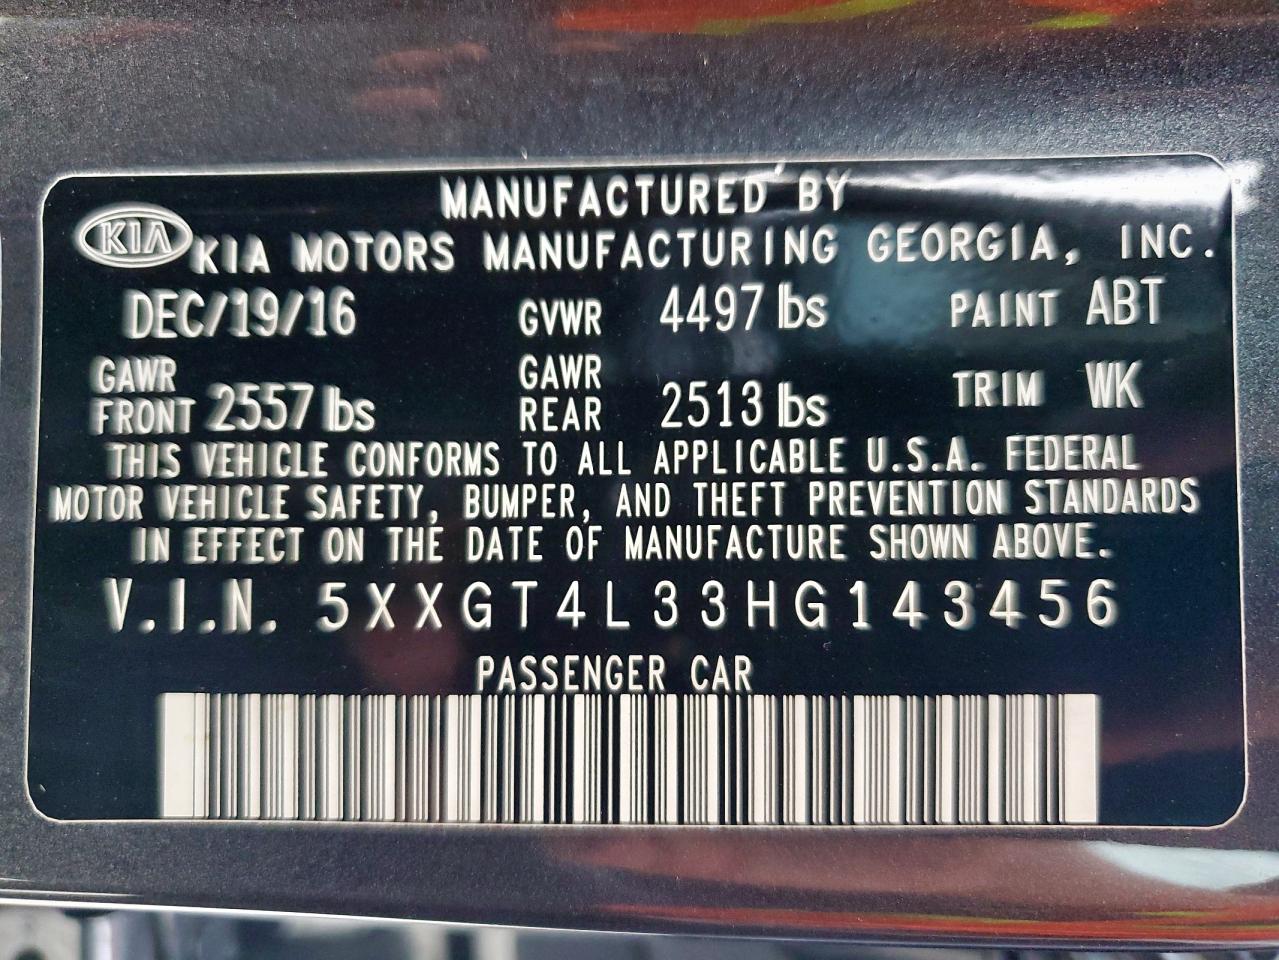 MANUFACTURED BY
KIA KIA MOTORS MANUFACTURING GEORGIA, INC.
DEC/19/16 GVWR 4497 lbs PAINT ABT
GAWR FRONT 2557 lbs GAWR REAR 2513 lbs TRIM WK
THIS VEHICLE CONFORMS TO ALL APPLICABLE U.S.A. FEDERAL
MOTOR VEHICLE SAFETY, BUMPER, AND THEFT PREVENTION STANDARDS
IN EFFECT ON THE DATE OF MANUFACTURE SHOWN ABOVE.
V.I.N. 5XXGT4L33HG143456
PASSENGER CAR